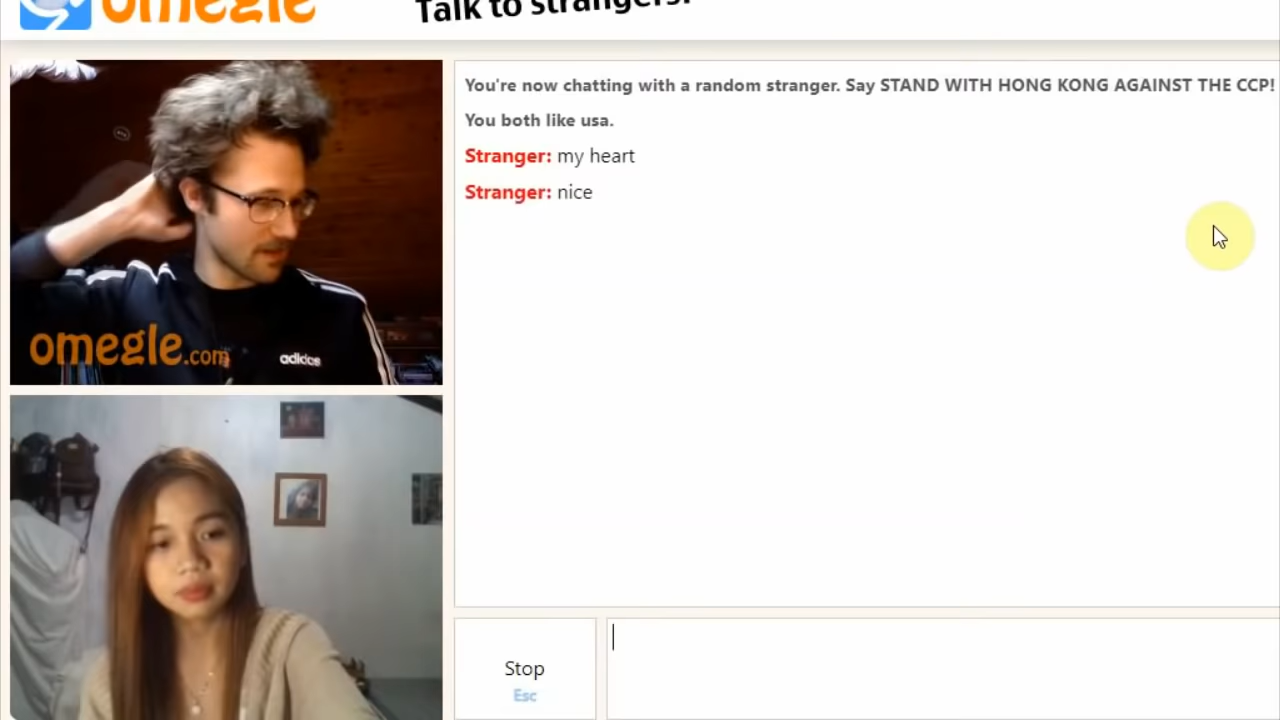 omegle
Talk to strangers!
You're now chatting with a random stranger. Say STAND WITH HONG KONG AGAINST THE CCP!
You both like usa.
Stranger: my heart
Stranger: nice
omegle.com
adidas
Stop
Esc